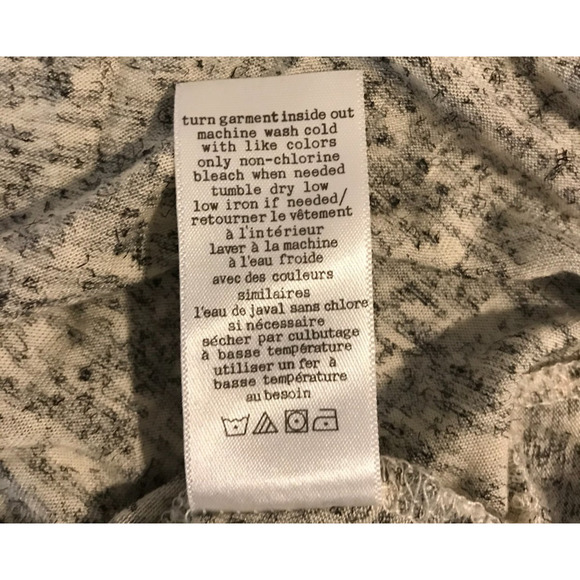 turn garment inside out
machine wash cold
with like colors
only non-chlorine
bleach when needed
tumble dry low
low iron if needed/
retourner le vêtement
à l'intérieur
laver à la machine
à l'eau froide
avec des couleurs
similaires
l'eau de javal sans chlore
si nécessaire
sécher par culbutage
à basse température
utiliser un fer à
basse température
au besoin